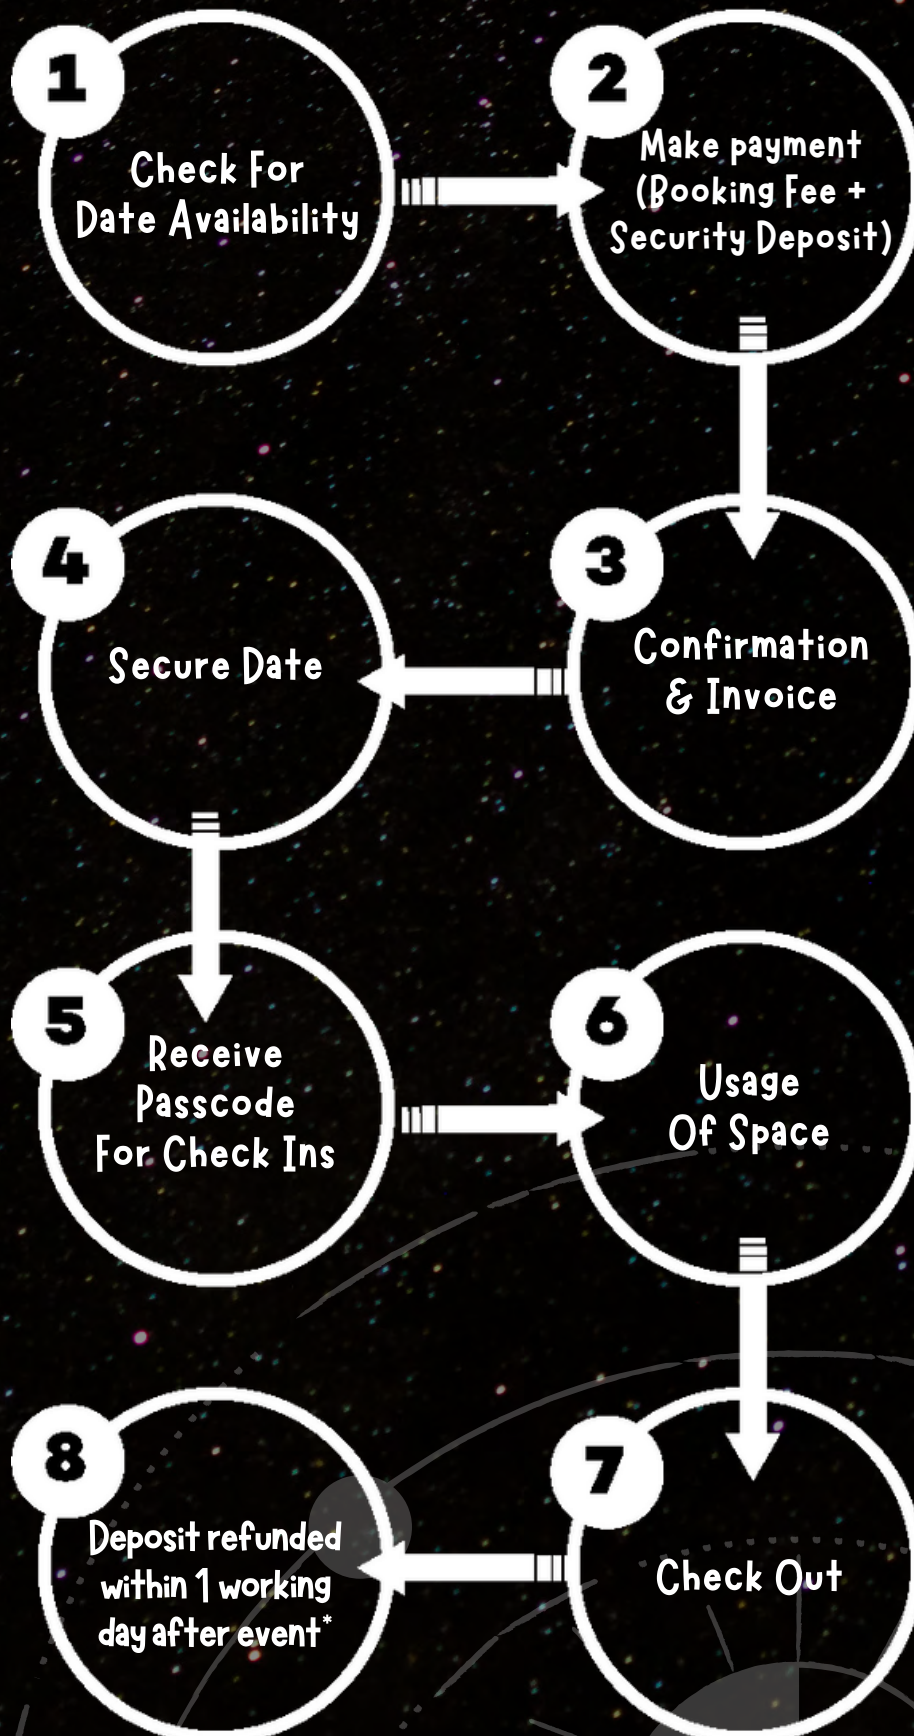 1
Check For
Date Availability
2
Make payment
(Booking Fee +
Security Deposit)
3
Confirmation
& Invoice
4
Secure Date
5
Receive
Passcode
For Check Ins
6
Usage
Of Space
7
Check Out
8
Deposit refunded
within 1 working
day after event*